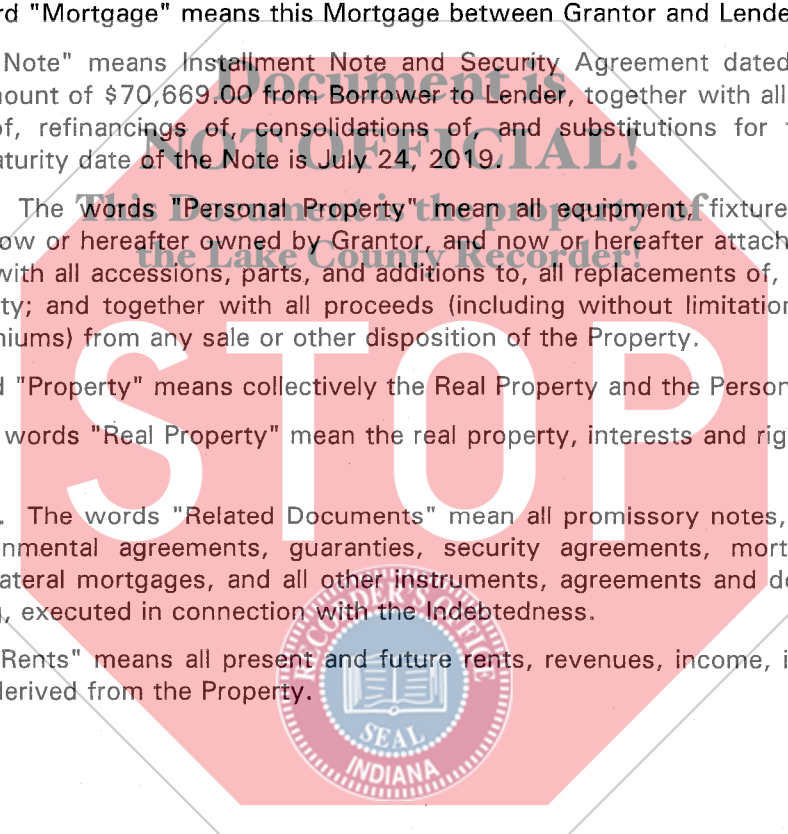 rd "Mortgage" means this Mortgage between Grantor and Lende
Note" means Installment Note and Security Agreement dated
Document is
nount of $70,669.00 from Borrower to Lender, together with all
of, refinancings of, consolidations of, and substitutions for t
NOT OFFICIAL!
aturity date of the Note is July 24, 2019.
The words "Personal Property" mean all equipment, fixture
This Document is the property of
ow or hereafter owned by Grantor, and now or hereafter attach
the Lake County Recorder!
with all accessions, parts, and additions to, all replacements of,
ty; and together with all proceeds (including without limitation
niums) from any sale or other disposition of the Property.
STOP
d "Property" means collectively the Real Property and the Person
words "Real Property" mean the real property, interests and rig
. The words "Related Documents" mean all promissory notes,
nmental agreements, guaranties, security agreements, mort
ateral mortgages, and all other instruments, agreements and do
, executed in connection with the Indebtedness.
RECORDER'S OFFICE
Rents" means all present and future rents, revenues, income, i
derived from the Property.
SEAL
INDIANA